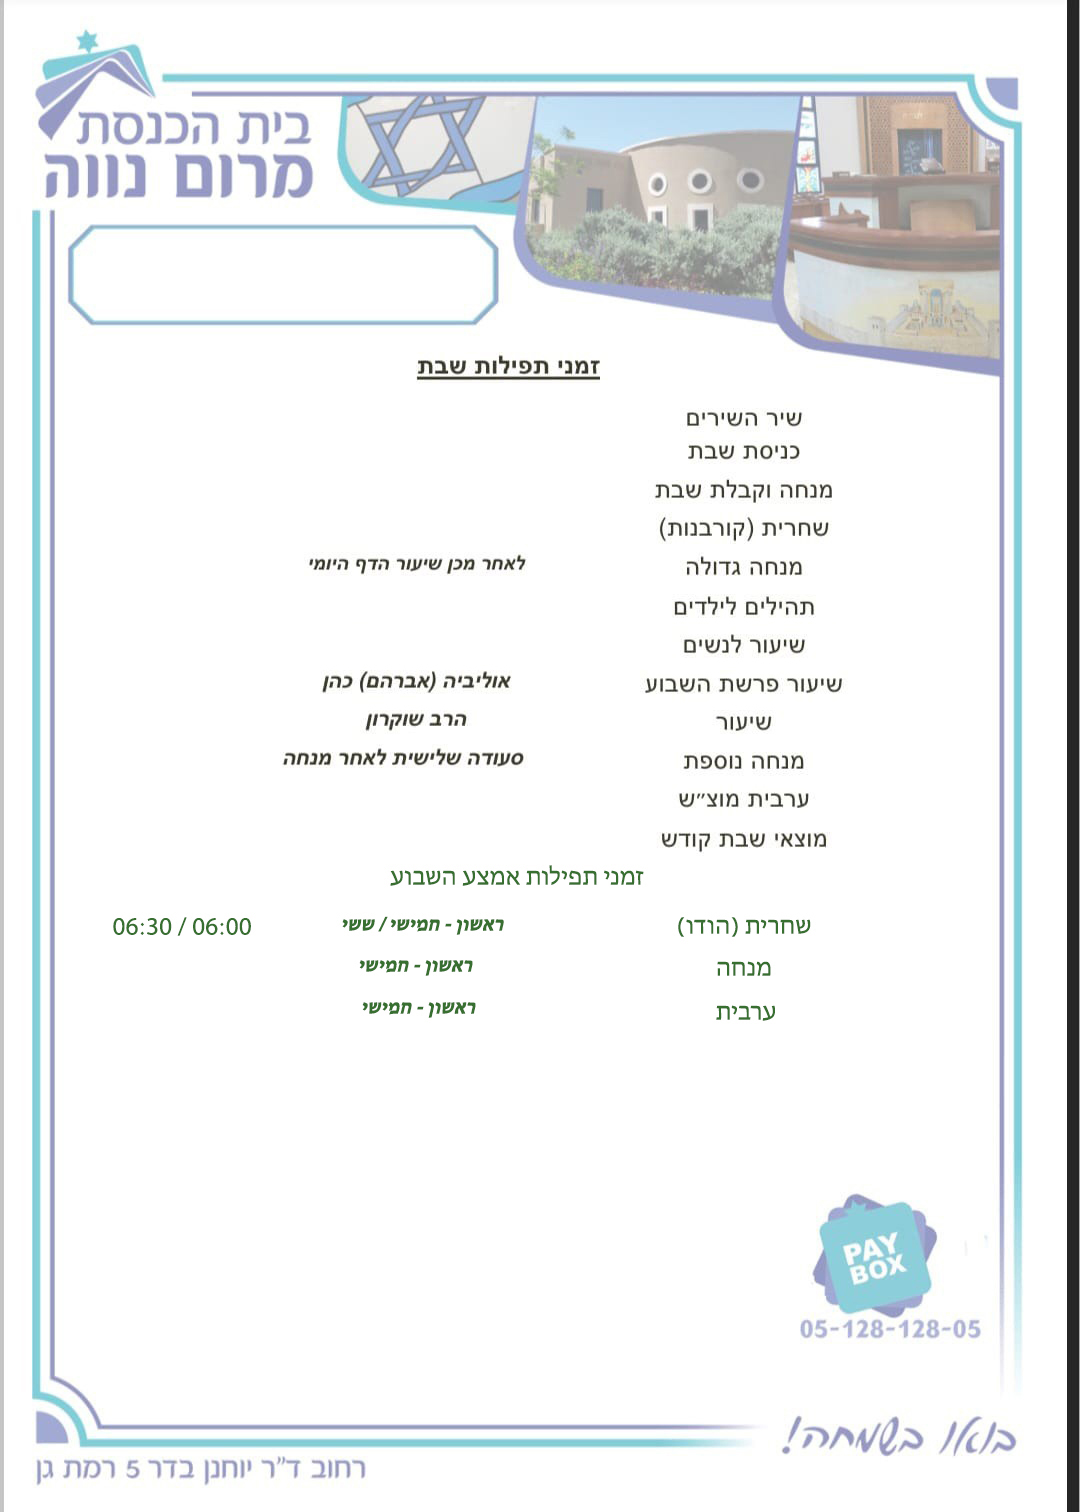 בית הכנסת
מרום נווה
זמני תפילות שבת
שיר השירים
כניסת שבת
מנחה וקבלת שבת
שחרית (קורבנות)
מנחה גדולה לאחר מכן שיעור הדף היומי
תהילים לילדים
שיעור לנשים
שיעור פרשת השבוע אוליביה (אברהם) כהן
שיעור הרב שוקרון
מנחה נוספת סעודה שלישית לאחר מנחה
ערבית מוצ״ש
מוצאי שבת קודש
זמני תפילות אמצע השבוע
שחרית (הודו) ראשון - חמישי / שישי 06:00 / 06:30
מנחה ראשון - חמישי
ערבית ראשון - חמישי
PAY
BOX
05-128-128-05
בואו בשמחה!
רחוב ד"ר יוחנן בדר 5 רמת גן